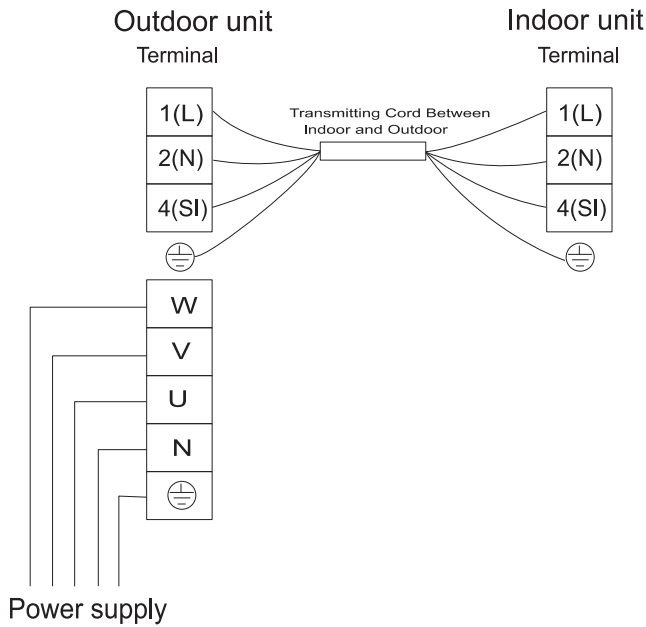 Outdoor unit
Terminal
Indoor unit
Terminal
1(L)
2(N)
4(SI)
Transmitting Cord Between
Indoor and Outdoor
1(L)
2(N)
4(SI)
W
V
U
N
Power supply